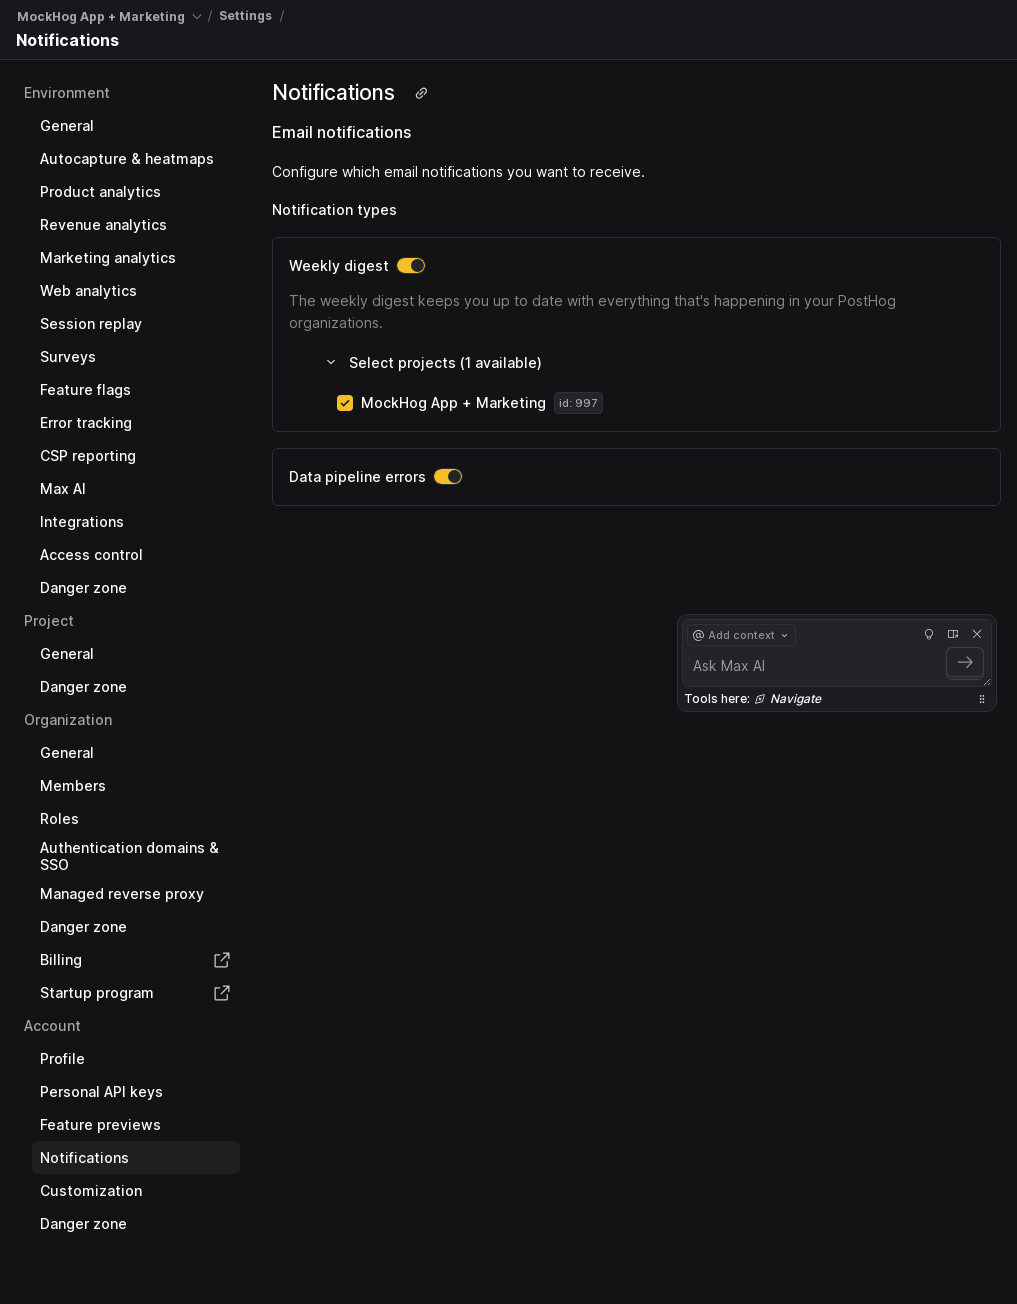 MockHog App + Marketing / Settings /
Notifications
Environment
General
Autocapture & heatmaps
Product analytics
Revenue analytics
Marketing analytics
Web analytics
Session replay
Surveys
Feature flags
Error tracking
CSP reporting
Max AI
Integrations
Access control
Danger zone
Project
General
Danger zone
Organization
General
Members
Roles
Authentication domains &
SSO
Managed reverse proxy
Danger zone
Billing
Startup program
Account
Profile
Personal API keys
Feature previews
Notifications
Customization
Danger zone
Notifications
Email notifications
Configure which email notifications you want to receive.
Notification types
Weekly digest
The weekly digest keeps you up to date with everything that's happening in your PostHog
organizations.
Select projects (1 available)
MockHog App + Marketing id: 997
Data pipeline errors
@ Add context
Ask Max AI
Tools here: Navigate